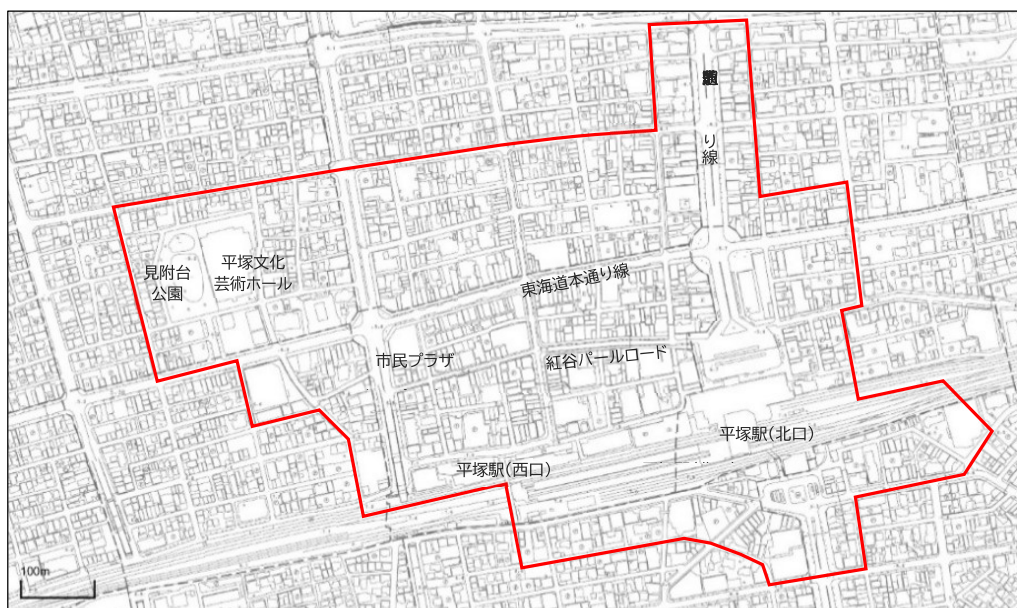 り線
見附台
公園
平塚文化
芸術ホール
東海道本通り線
市民プラザ
紅谷パールロード
平塚駅(北口)
平塚駅(西口)
100m